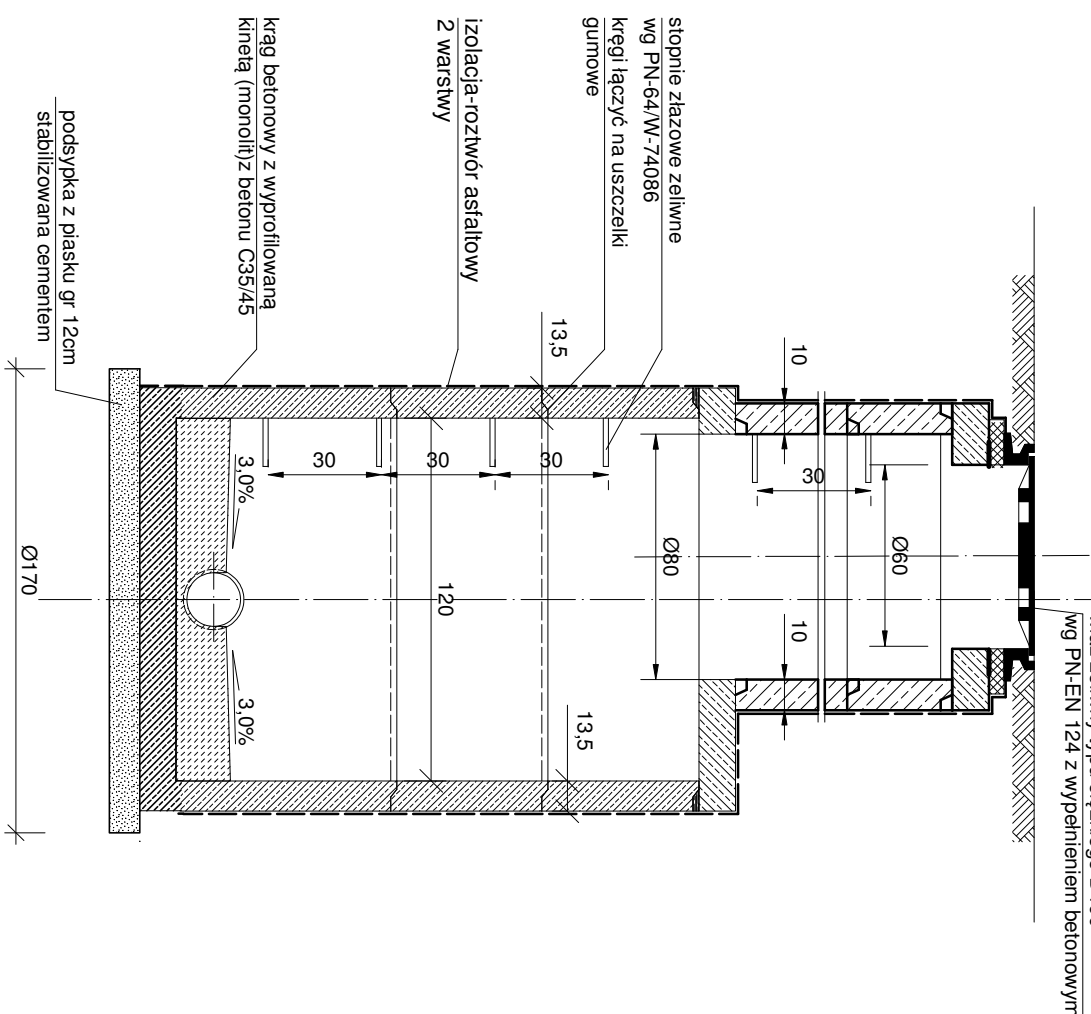 wg PN-EN 124 z wypełnieniem betonowym
stopnie złazowe żeliwne
wg PN-64/W-74086
kręgi łączyć na uszczelki
gumowe
izolacja-roztwór asfaltowy
2 warstwy
krąg betonowy z wyprofilowaną
kinetą (monolit)z betonu C35/45
podsypka z piasku gr 12cm
stabilizowana cementem
10
10
Ø60
30
Ø80
13,5
13,5
30
30
30
120
3,0%
3,0%
Ø170